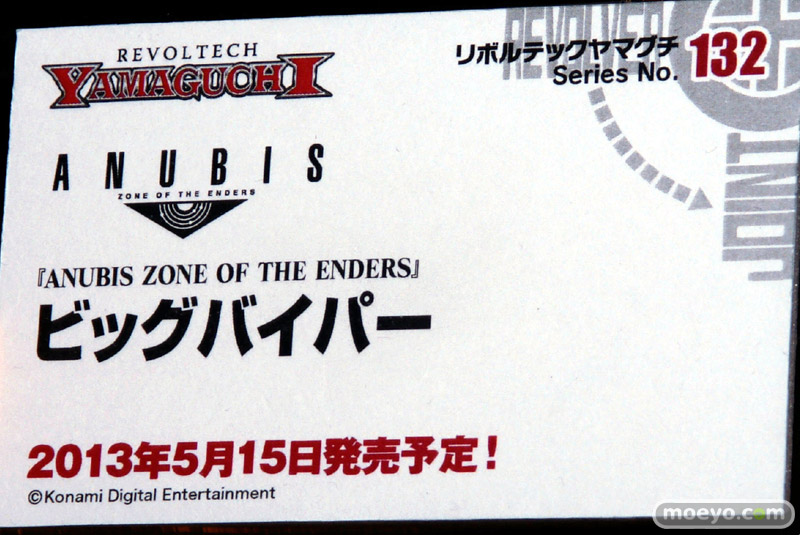 REVOLTECH
YAMAGUCHI
リボルテックヤマグチ
Series No. 132
REVOLVER
JOINT
ANUBIS
ZONE OF THE ENDERS
『ANUBIS ZONE OF THE ENDERS』
ビッグバイパー
2013年5月15日発売予定!
©Konami Digital Entertainment
moeyo.com